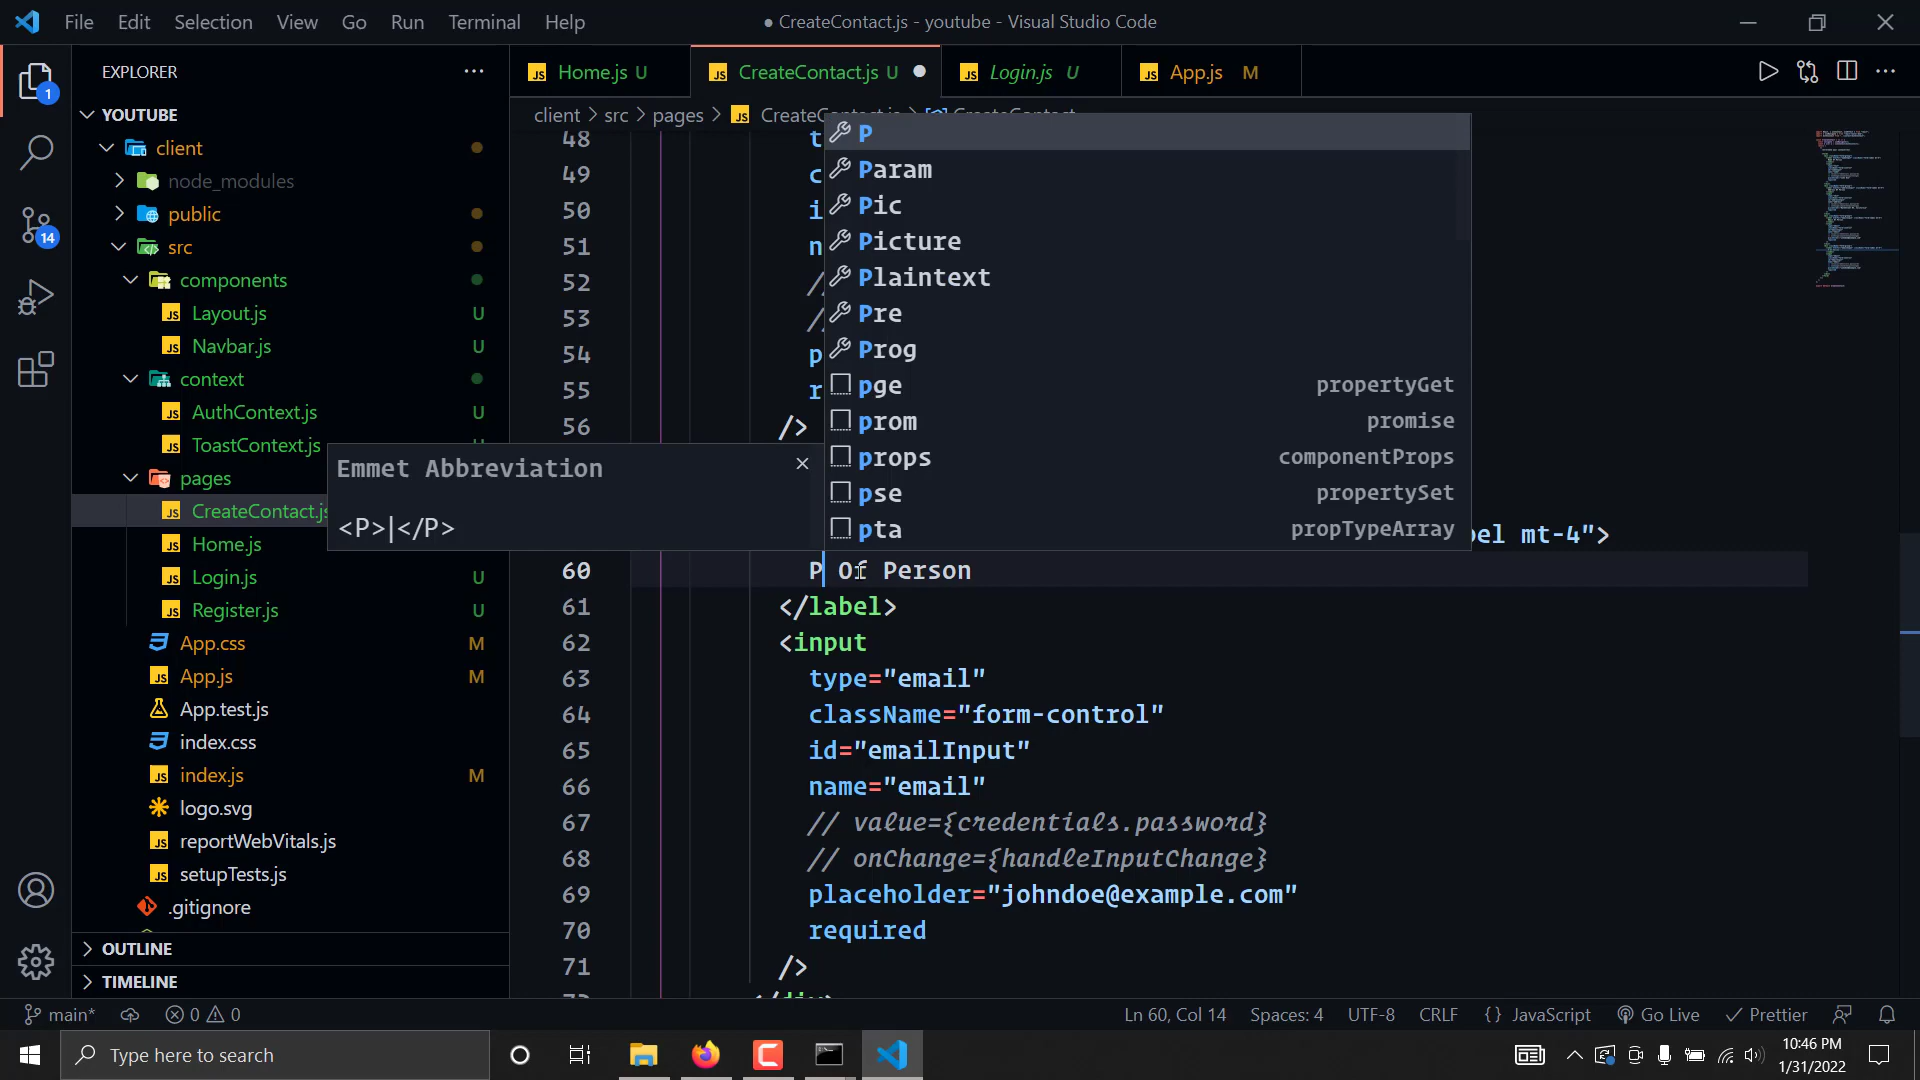 File Edit Selection View Go Run Terminal Help
● CreateContact.js - youtube - Visual Studio Code
EXPLORER
Home.js U
CreateContact.js U
Login.js U
App.js M
client > src > pages > CreateContact.js > CreateContact
1
14
YOUTUBE
client
node_modules
public
src
components
Layout.js U
Navbar.js U
context
AuthContext.js U
ToastContext.js U
pages
CreateContact.js
Home.js
Login.js U
Register.js U
App.css M
App.js M
App.test.js
index.css
index.js M
logo.svg
reportWebVitals.js
setupTests.js
.gitignore
OUTLINE
TIMELINE
48 t
49 c
50 i
51 n
52 /
53 /
54 p
55 r
56 />
P
Param
Pic
Picture
Plaintext
Pre
Prog
pge propertyGet
prom promise
props componentProps
pse propertySet
pta propTypeArray
Emmet Abbreviation
<P>|</P>
el mt-4">
60 P Of Person
61 </label>
62 <input
63 type="email"
64 className="form-control"
65 id="emailInput"
66 name="email"
67 // value={credentials.password}
68 // onChange={handleInputChange}
69 placeholder="johndoe@example.com"
70 required
71 />
main* 0 0
Ln 60, Col 14 Spaces: 4 UTF-8 CRLF {} JavaScript Go Live Prettier
Type here to search
10:46 PM
1/31/2022